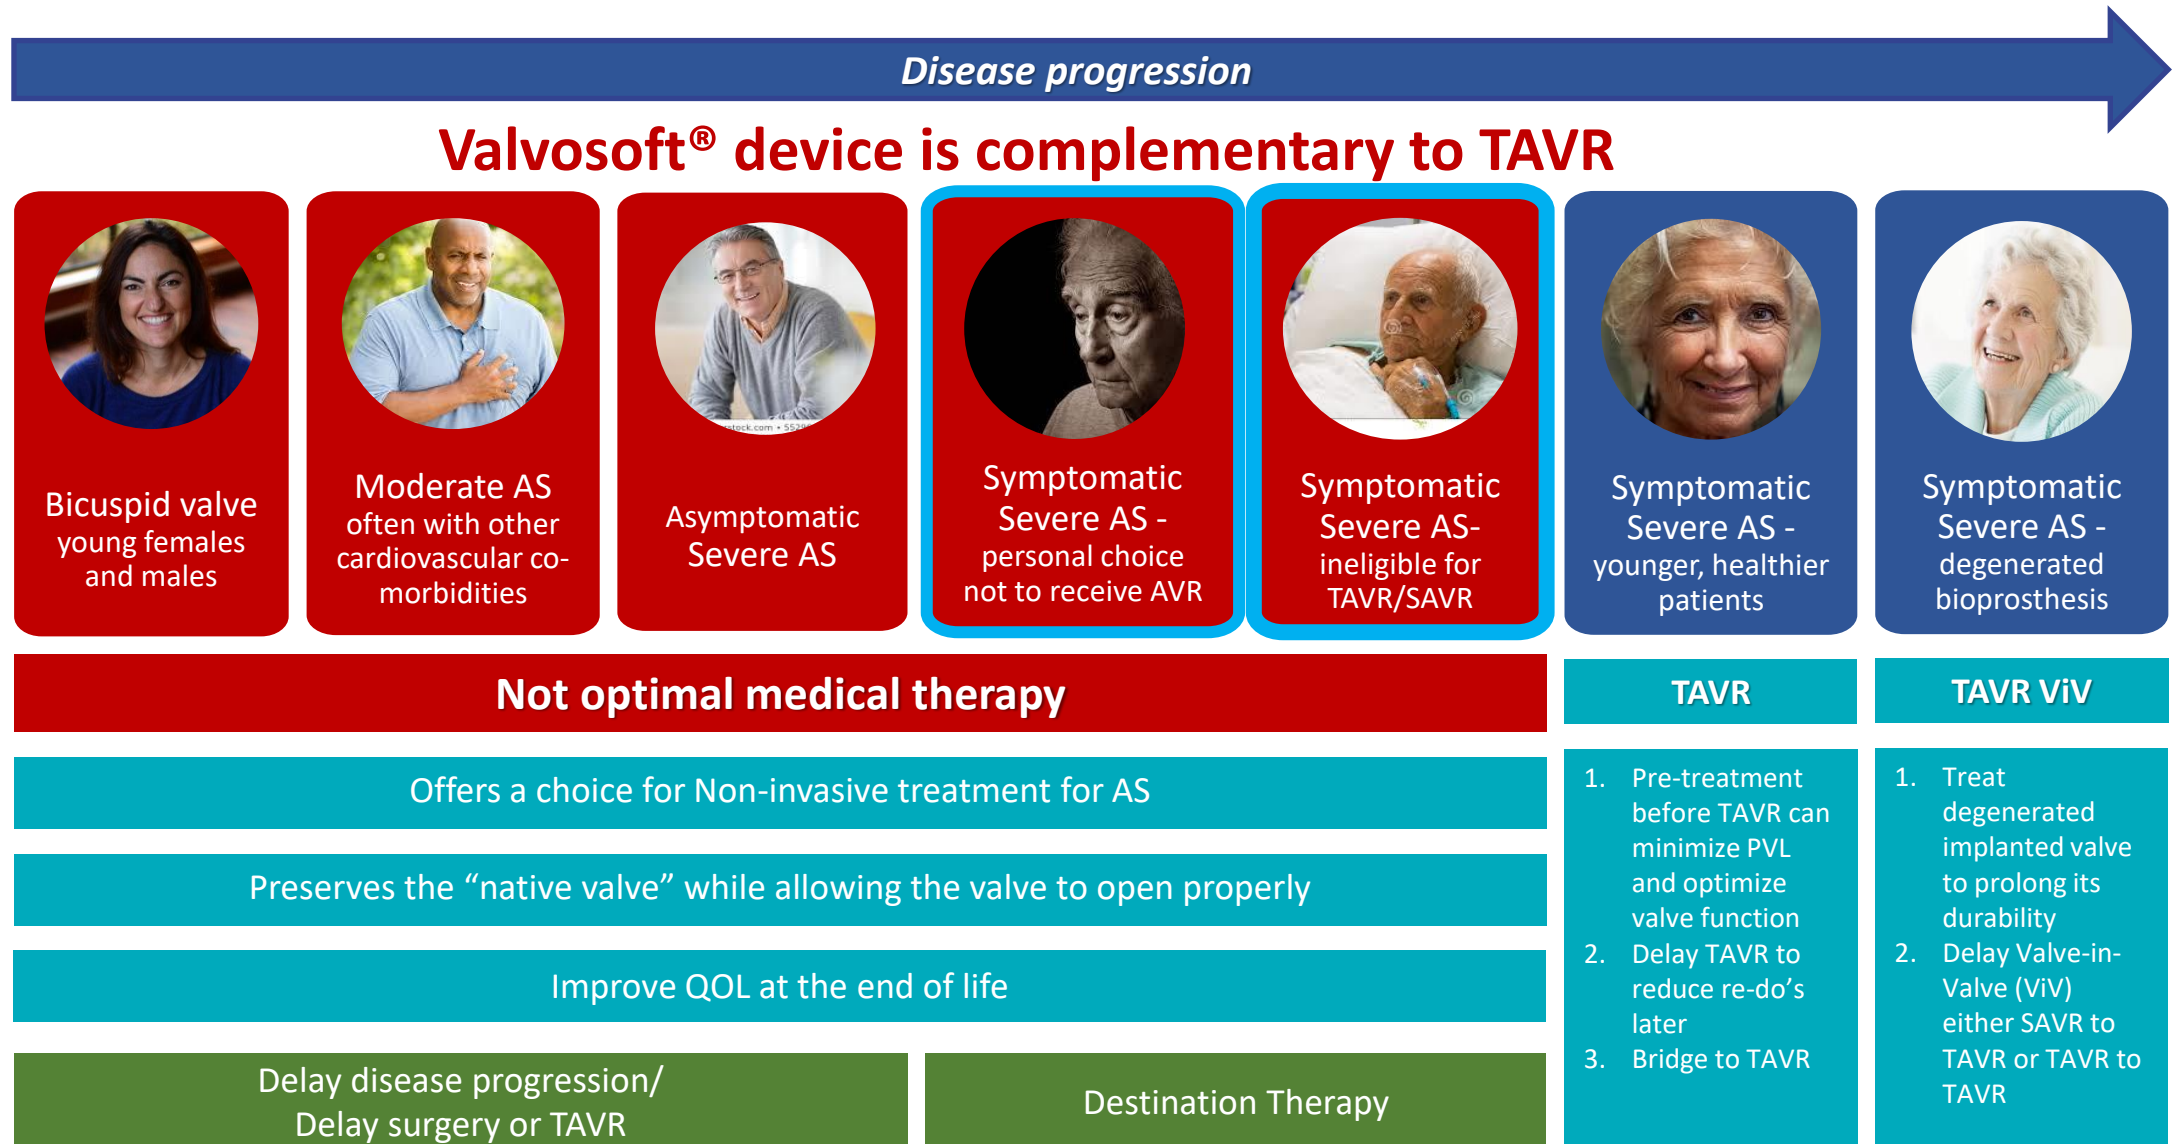 Disease progression
Valvosoft® device is complementary to TAVR
Bicuspid valve
young females
and males
Moderate AS
often with other
cardiovascular co-
morbidities
stock.com • 552
Asymptomatic
Severe AS
Symptomatic
Severe AS -
personal choice
not to receive AVR
Symptomatic
Severe AS-
ineligible for
TAVR/SAVR
Symptomatic
Severe AS -
younger, healthier
patients
Symptomatic
Severe AS -
degenerated
bioprosthesis
Not optimal medical therapy
TAVR
TAVR ViV
Offers a choice for Non-invasive treatment for AS
Preserves the “native valve” while allowing the valve to open properly
Improve QOL at the end of life
Delay disease progression/
Delay surgery or TAVR
Destination Therapy
1. Pre-treatment
before TAVR can
minimize PVL
and optimize
valve function
2. Delay TAVR to
reduce re-do’s
later
3. Bridge to TAVR
1. Treat
degenerated
implanted valve
to prolong its
durability
2. Delay Valve-in-
Valve (ViV)
either SAVR to
TAVR or TAVR to
TAVR